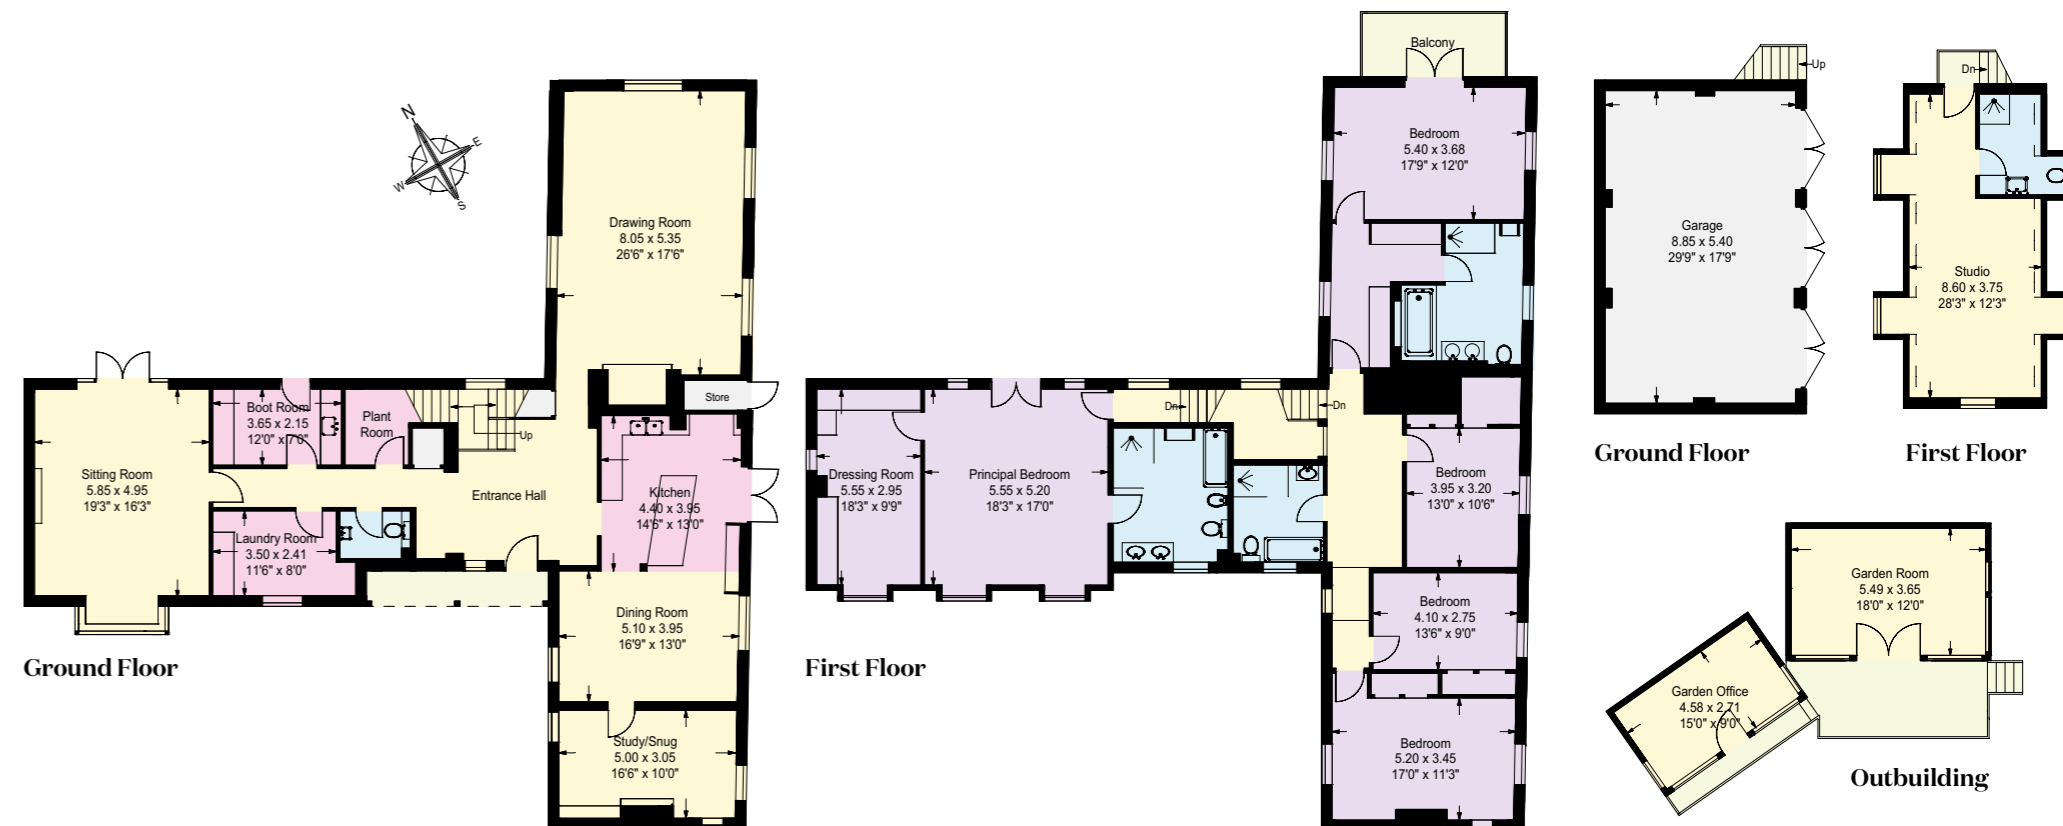 N
E
W
S
Drawing Room
8.05 x 5.35
26'6" x 17'6"
Store
Boot Room
3.65 x 2.15
12'0" x 7'0"
Plant
Room
Up
Sitting Room
5.85 x 4.95
19'3" x 16'3"
Entrance Hall
Kitchen
4.40 x 3.95
14'6" x 13'0"
Laundry Room
3.50 x 2.41
11'6" x 8'0"
Dining Room
5.10 x 3.95
16'9" x 13'0"
Study/Snug
5.00 x 3.05
16'6" x 10'0"
Ground Floor
Balcony
Bedroom
5.40 x 3.68
17'9" x 12'0"
Dn
Dn
Dressing Room
5.55 x 2.95
18'3" x 9'9"
Principal Bedroom
5.55 x 5.20
18'3" x 17'0"
Bedroom
3.95 x 3.20
13'0" x 10'6"
Bedroom
4.10 x 2.75
13'6" x 9'0"
Bedroom
5.20 x 3.45
17'0" x 11'3"
First Floor
Up
Garage
8.85 x 5.40
29'9" x 17'9"
Ground Floor
Dn
Studio
8.60 x 3.75
28'3" x 12'3"
First Floor
Garden Room
5.49 x 3.65
18'0" x 12'0"
Garden Office
4.58 x 2.71
15'0" x 9'0"
Outbuilding